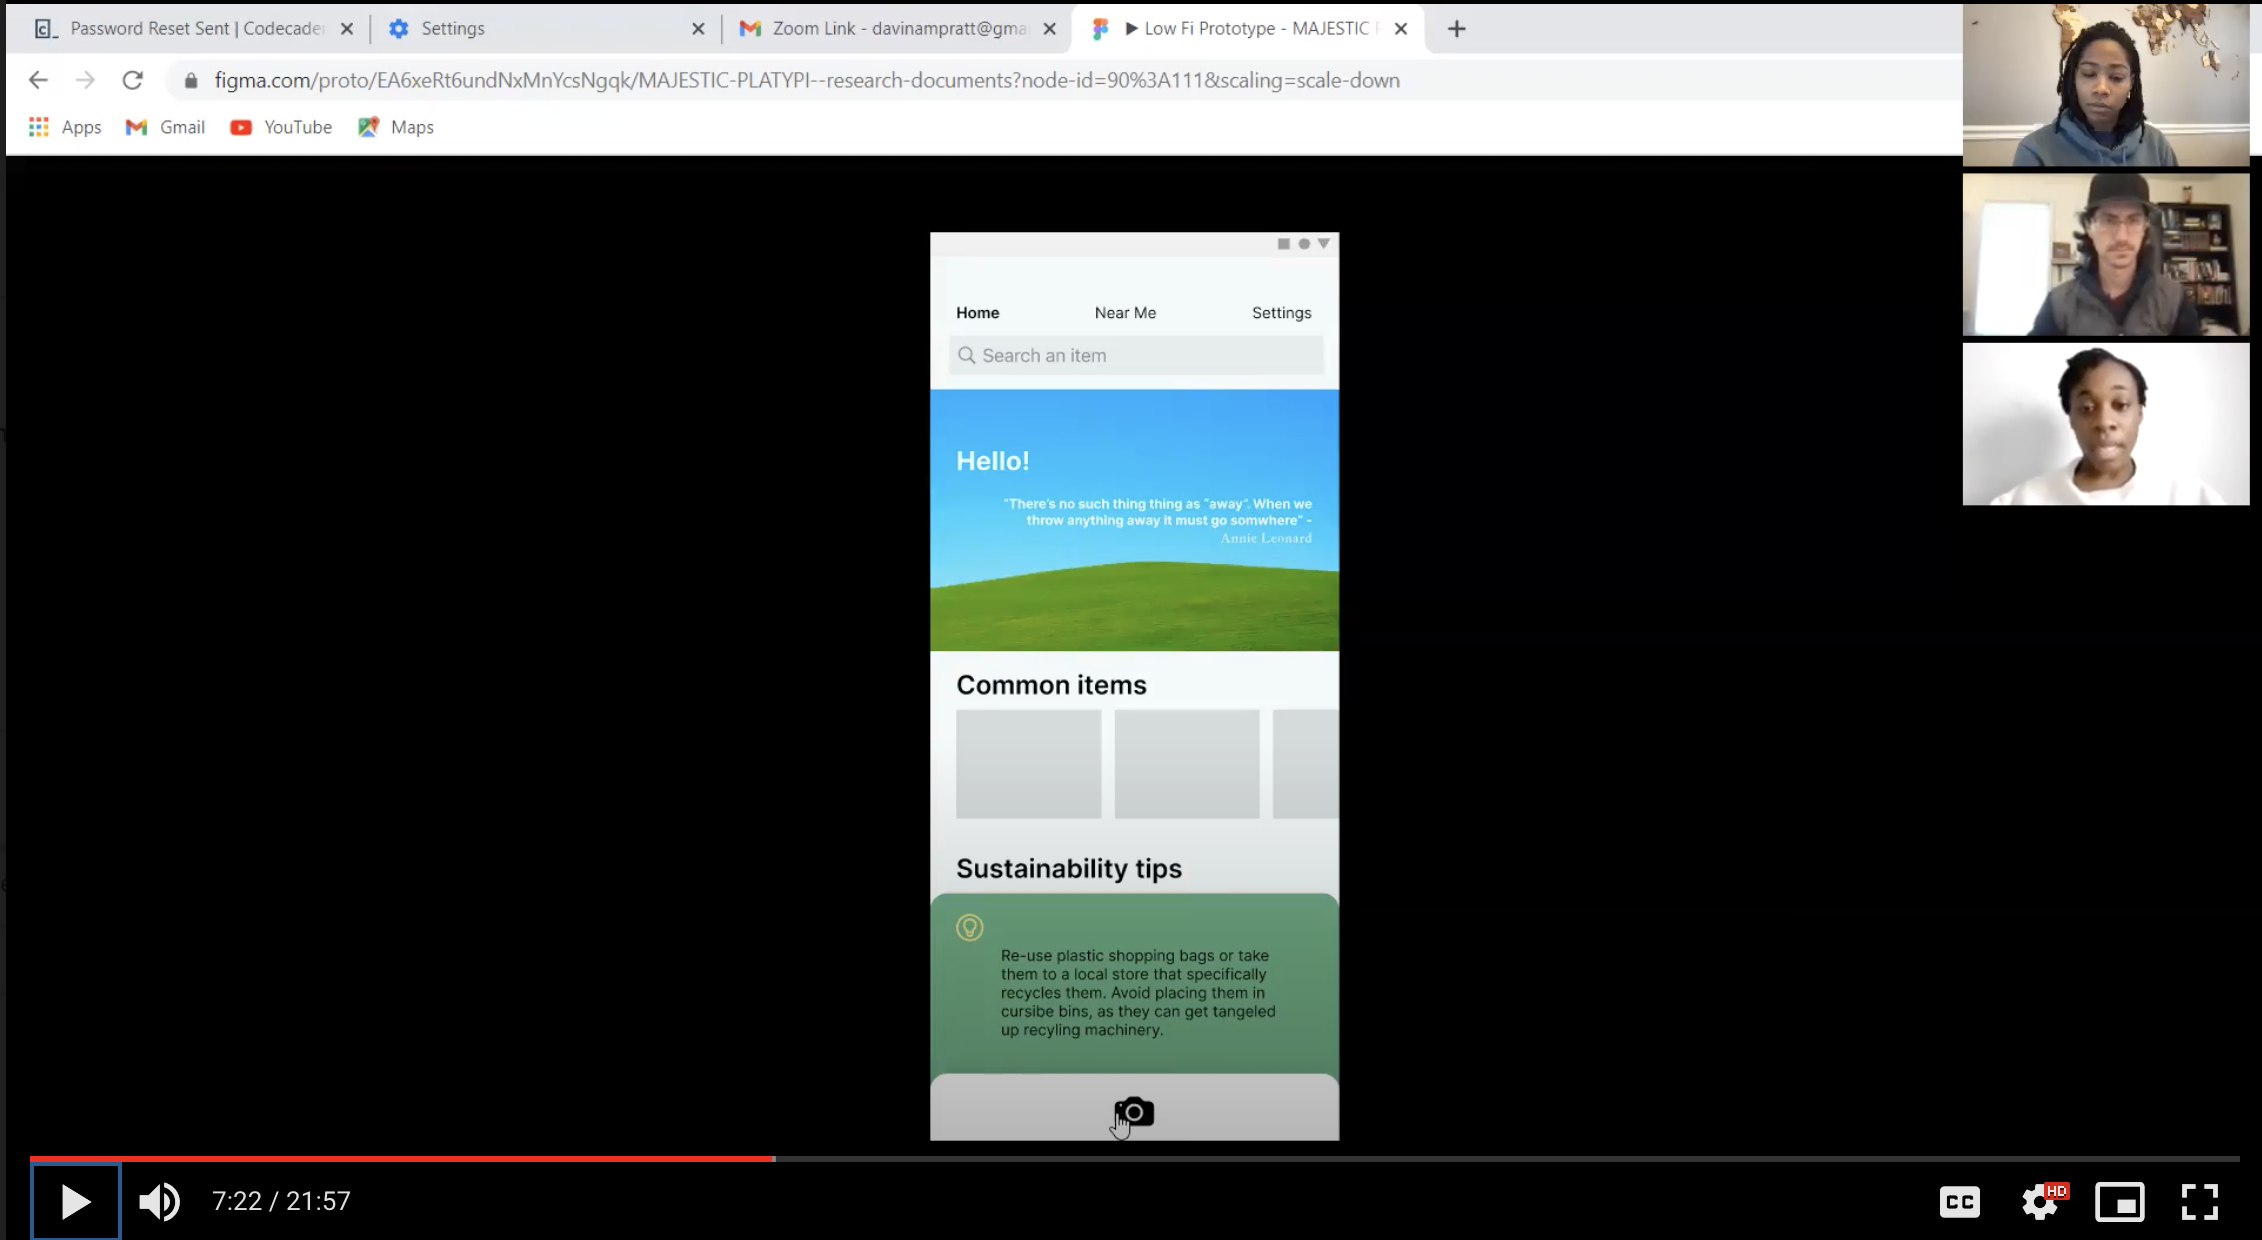 Password Reset Sent | Codecade
Settings
Zoom Link - davinampratt@gma
Low Fi Prototype - MAJESTIC
figma.com/proto/EA6xeRt6undNxMnYcsNgqk/MAJESTIC-PLATYPI--research-documents?node-id=90%3A111&scaling=scale-down
Apps
Gmail
YouTube
Maps
Home
Near Me
Settings
Search an item
Hello!
"There's no such thing thing as "away". When we
throw anything away it must go somwhere" -
Annie Leonard
Common items
Sustainability tips
Re-use plastic shopping bags or take
them to a local store that specifically
recycles them. Avoid placing them in
cursibe bins, as they can get tangeled
up recyling machinery.
7:22 / 21:57
CC
HD